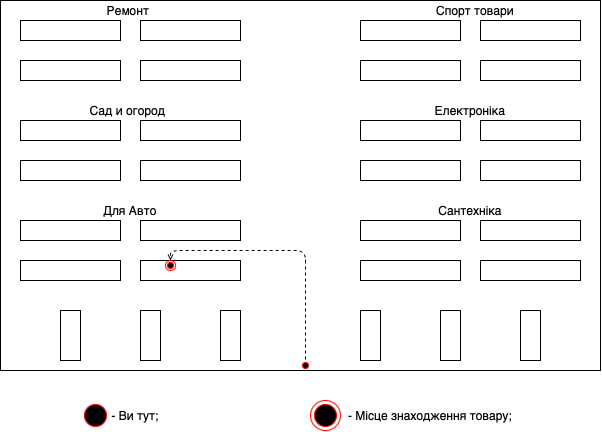 Ремонт
Спорт товари
Сад и огород
Електроніка
Для Авто
Сантехніка
- Ви тут;
- Місце знаходження товару;